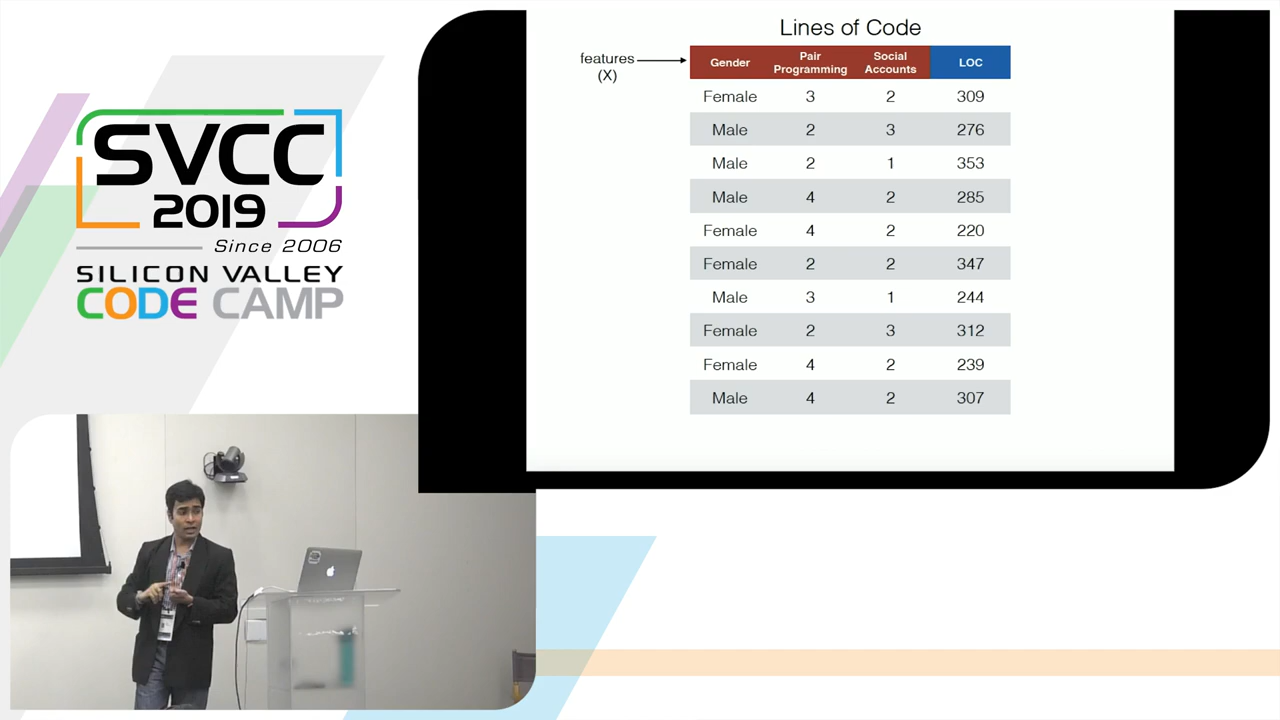 SVCC
2019
Since 2006
SILICON VALLEY
CODE CAMP
Lines of Code
features
(X)
Gender Pair Programming Social Accounts LOC
Female 3 2 309
Male 2 3 276
Male 2 1 353
Male 4 2 285
Female 4 2 220
Female 2 2 347
Male 3 1 244
Female 2 3 312
Female 4 2 239
Male 4 2 307